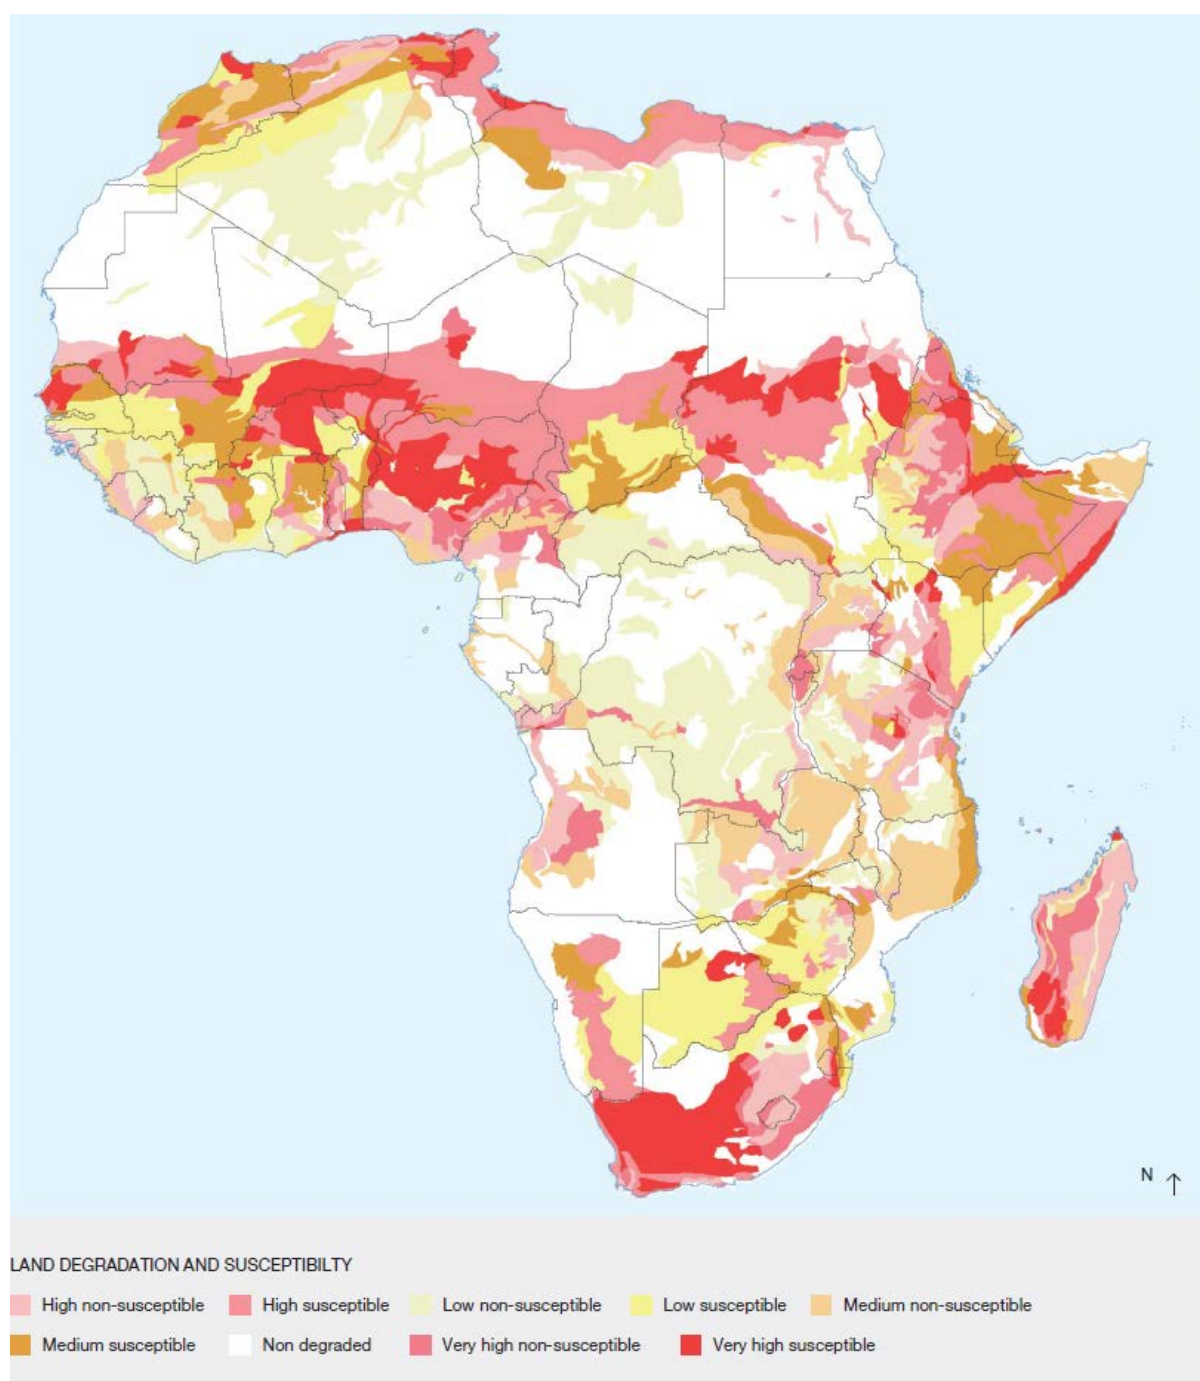 N ↑
LAND DEGRADATION AND SUSCEPTIBILTY
High non-susceptible High susceptible Low non-susceptible Low susceptible Medium non-susceptible
Medium susceptible Non degraded Very high non-susceptible Very high susceptible